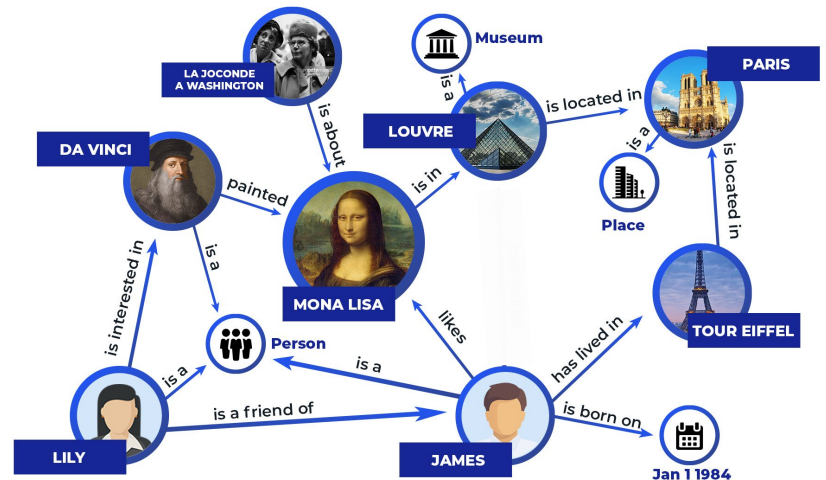 Museum
PARIS
LA JOCONDE
A WASHINGTON
is a
is located in
LOUVRE
is about
is a
DA VINCI
painted
is in
is located in
Place
is a
is interested in
MONA LISA
likes
has lived in
TOUR EIFFEL
Person
is a
is a
is a friend of
is born on
LILY
JAMES
Jan 1 1984